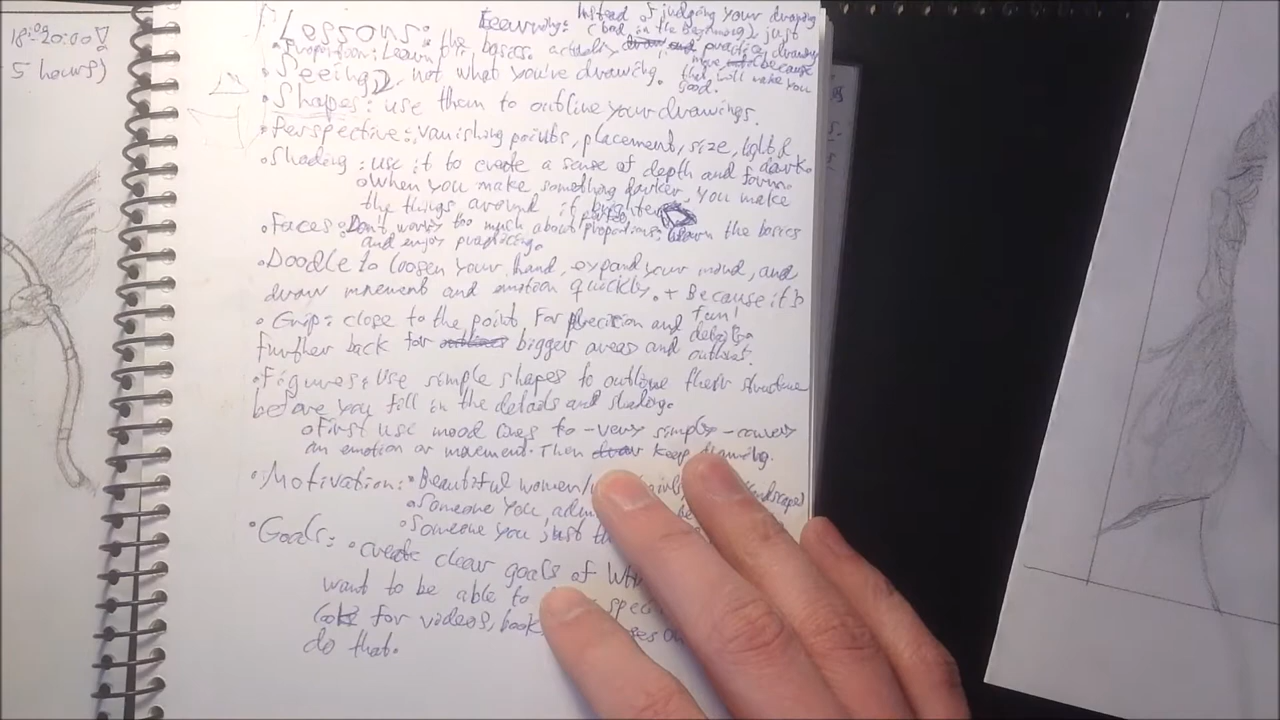 18:00-20:00
5 hours)
Lessons:
Learning: Instead of judging your drawing
(bad in the beginning), just
actually practice drawing
more because
that will make you
good.
Proportion: Learn the basics.
• Seeing, not what you're drawing.
• Shapes: use them to outline your drawings.
• Perspective: vanishing points, placement, size, light &
dark.
• Shading: use it to create a sense of depth and form.
• When you make something darker, you make
the things around it brighter
• Faces: Don't worry too much about proportions; learn the basics
and enjoy practicing.
• Doodle to loosen your hand, expand your mind, and
draw movement and emotion quickly. + Because it's
fun!
• Grip: close to the point for precision and
details.
further back for bigger areas and
outlines.
• Figures: Use simple shapes to outline their structure
before you fill in the details and shading.
• First use mood lines to - very simply - convey
an emotion or movement. Then keep drawing.
• Motivation: • Beautiful women/
• Someone you admire
• Someone you just
• Goals: • create clear goals of
want to be able to
look for videos, books,
do that.